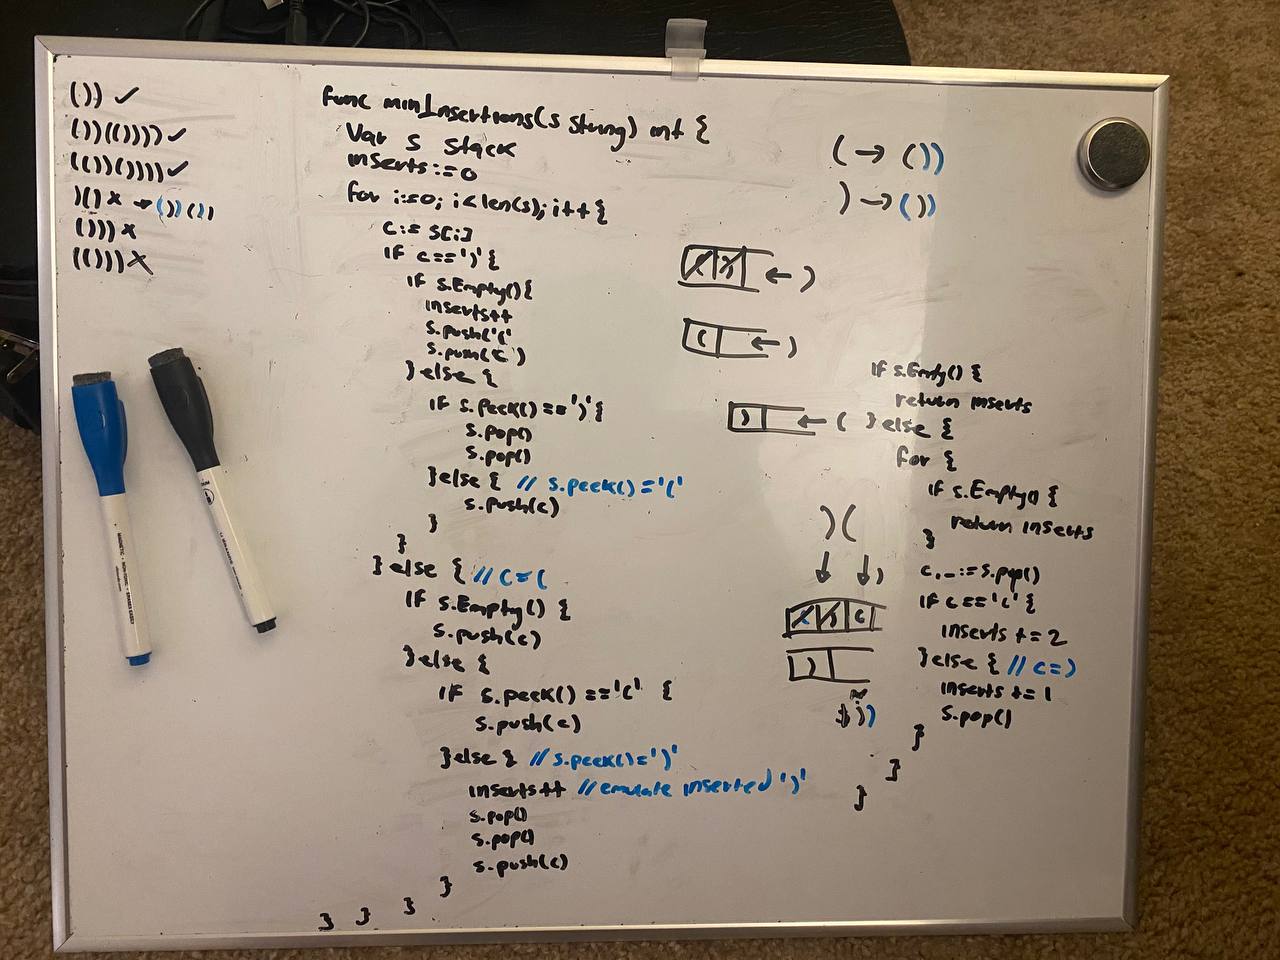 ()) ✓
())(())))✓
(())())))✓
)()x → ())())
()))x
(()))x
func minInsertions(s string) int {
Var S Stack
inserts:=0
for i:=0; i<len(s); i++{
c:= s[i]
if c==')'{
if s.Empty(){
inserts++
s.push('('
s.push(c)
}else {
if s.peek()==')'{
s.pop()
s.pop()
}else { // s.peek()='('
s.push(c)
}
}
}else { // c=(
if s.Empty() {
s.push(c)
}else {
if s.peek()=='(' {
s.push(c)
}else { // s.peek()=')'
inserts++ // emulate inserted ')'
s.pop()
s.pop()
s.push(c)
}
} } }
( → ())
) → ())
( ) ← )
( ← )
) ← (
)(
↓ ↓ )
( ) (
)
if s.Empty() {
return inserts
}else {
for {
if s.Empty() {
return inserts
}
c,_:= s.pop()
if c=='(' {
inserts += 2
}else { // c=)
inserts += 1
s.pop()
}
}
}